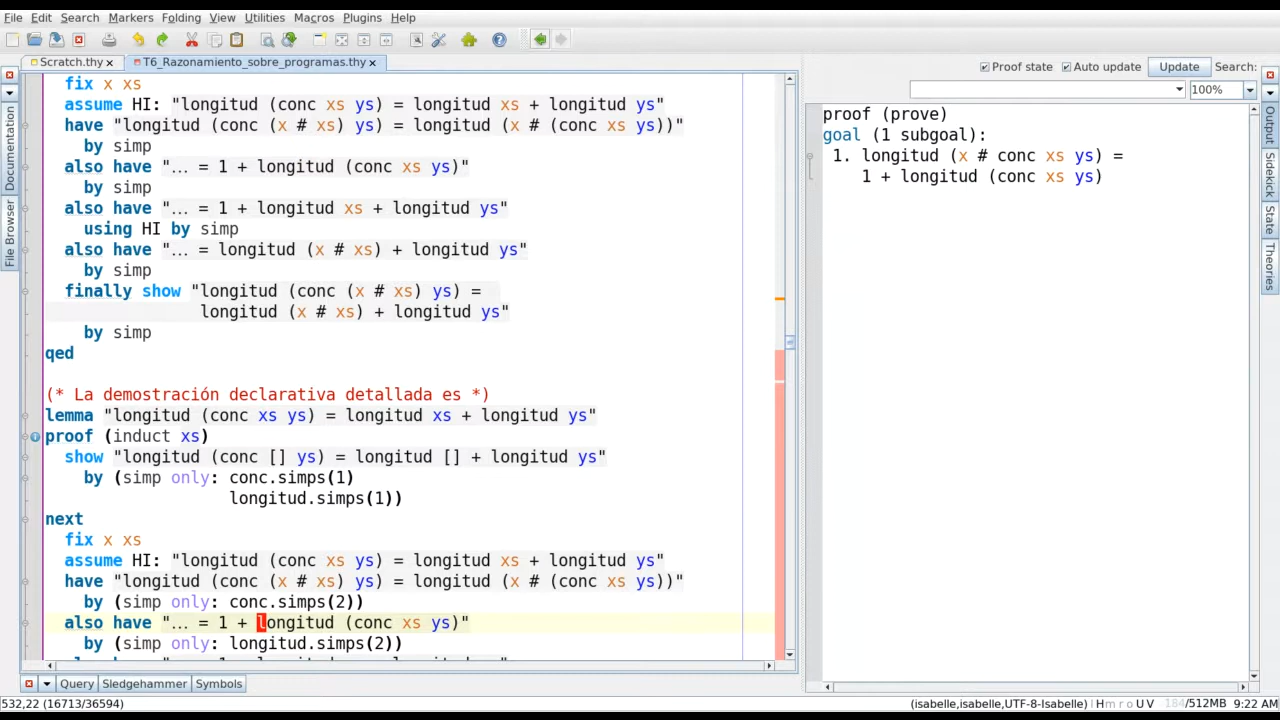 File Edit Search Markers Folding View Utilities Macros Plugins Help
Scratch.thy T6_Razonamiento_sobre_programas.thy
Proof state Auto update Update Search:
100%
Documentation
File Browser
fix x xs
assume HI: "longitud (conc xs ys) = longitud xs + longitud ys"
have "longitud (conc (x # xs) ys) = longitud (x # (conc xs ys))"
by simp
also have "... = 1 + longitud (conc xs ys)"
by simp
also have "... = 1 + longitud xs + longitud ys"
using HI by simp
also have "... = longitud (x # xs) + longitud ys"
by simp
finally show "longitud (conc (x # xs) ys) =
longitud (x # xs) + longitud ys"
by simp
qed
(* La demostración declarativa detallada es *)
lemma "longitud (conc xs ys) = longitud xs + longitud ys"
proof (induct xs)
show "longitud (conc [] ys) = longitud [] + longitud ys"
by (simp only: conc.simps(1)
longitud.simps(1))
next
fix x xs
assume HI: "longitud (conc xs ys) = longitud xs + longitud ys"
have "longitud (conc (x # xs) ys) = longitud (x # (conc xs ys))"
by (simp only: conc.simps(2))
also have "... = 1 + longitud (conc xs ys)"
by (simp only: longitud.simps(2))
proof (prove)
goal (1 subgoal):
1. longitud (x # conc xs ys) =
1 + longitud (conc xs ys)
Output
Sidekick
State
Theories
Query Sledgehammer Symbols
532,22 (16713/36594)
(isabelle,isabelle,UTF-8-Isabelle) | H m r o U V 184/512MB 9:22 AM